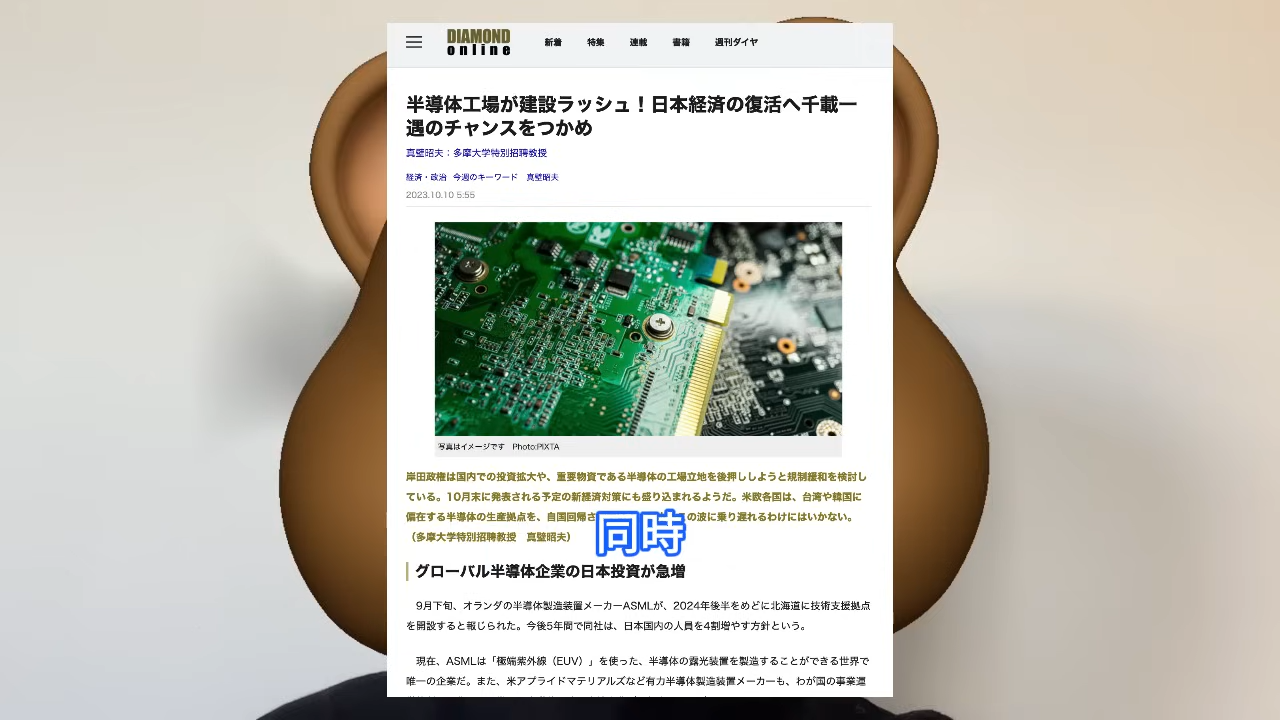 DIAMOND
online
新着 特集 連載 書籍 週刊ダイヤ
半導体工場が建設ラッシュ！日本経済の復活へ千載一
遇のチャンスをつかめ
真壁昭夫：多摩大学特別招聘教授
経済・政治 今週のキーワード 真壁昭夫
2023.10.10 5:55
写真はイメージです Photo:PIXTA
岸田政権は国内での投資拡大や、重要物資である半導体の工場立地を後押ししようと規制緩和を検討し
ている。10月末に発表される予定の新経済対策にも盛り込まれるようだ。米欧各国は、台湾や韓国に
偏在する半導体の生産拠点を、自国回帰さ の波に乗り遅れるわけにはいかない。
同時
（多摩大学特別招聘教授 真壁昭夫）
グローバル半導体企業の日本投資が急増
9月下旬、オランダの半導体製造装置メーカーASMLが、2024年後半をめどに北海道に技術支援拠点
を開設すると報じられた。今後5年間で同社は、日本国内の人員を4割増やす方針という。
現在、ASMLは「極端紫外線（EUV）」を使った、半導体の露光装置を製造することができる世界で
唯一の企業だ。また、米アプライドマテリアルズなど有力半導体製造装置メーカーも、わが国の事業運